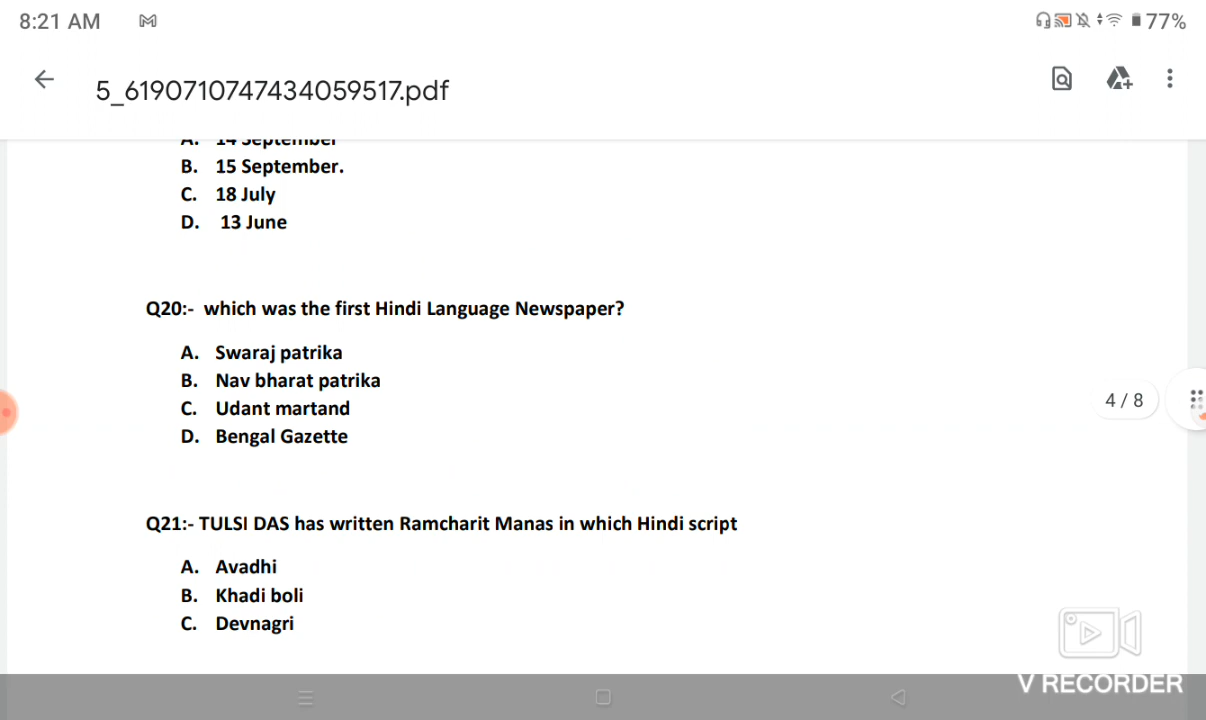 8:21 AM
77%
5_6190710747434059517.pdf
A. 14 September
B. 15 September.
C. 18 July
D. 13 June
Q20:- which was the first Hindi Language Newspaper?
A. Swaraj patrika
B. Nav bharat patrika
C. Udant martand
D. Bengal Gazette
4 / 8
Q21:- TULSI DAS has written Ramcharit Manas in which Hindi script
A. Avadhi
B. Khadi boli
C. Devnagri
V RECORDER